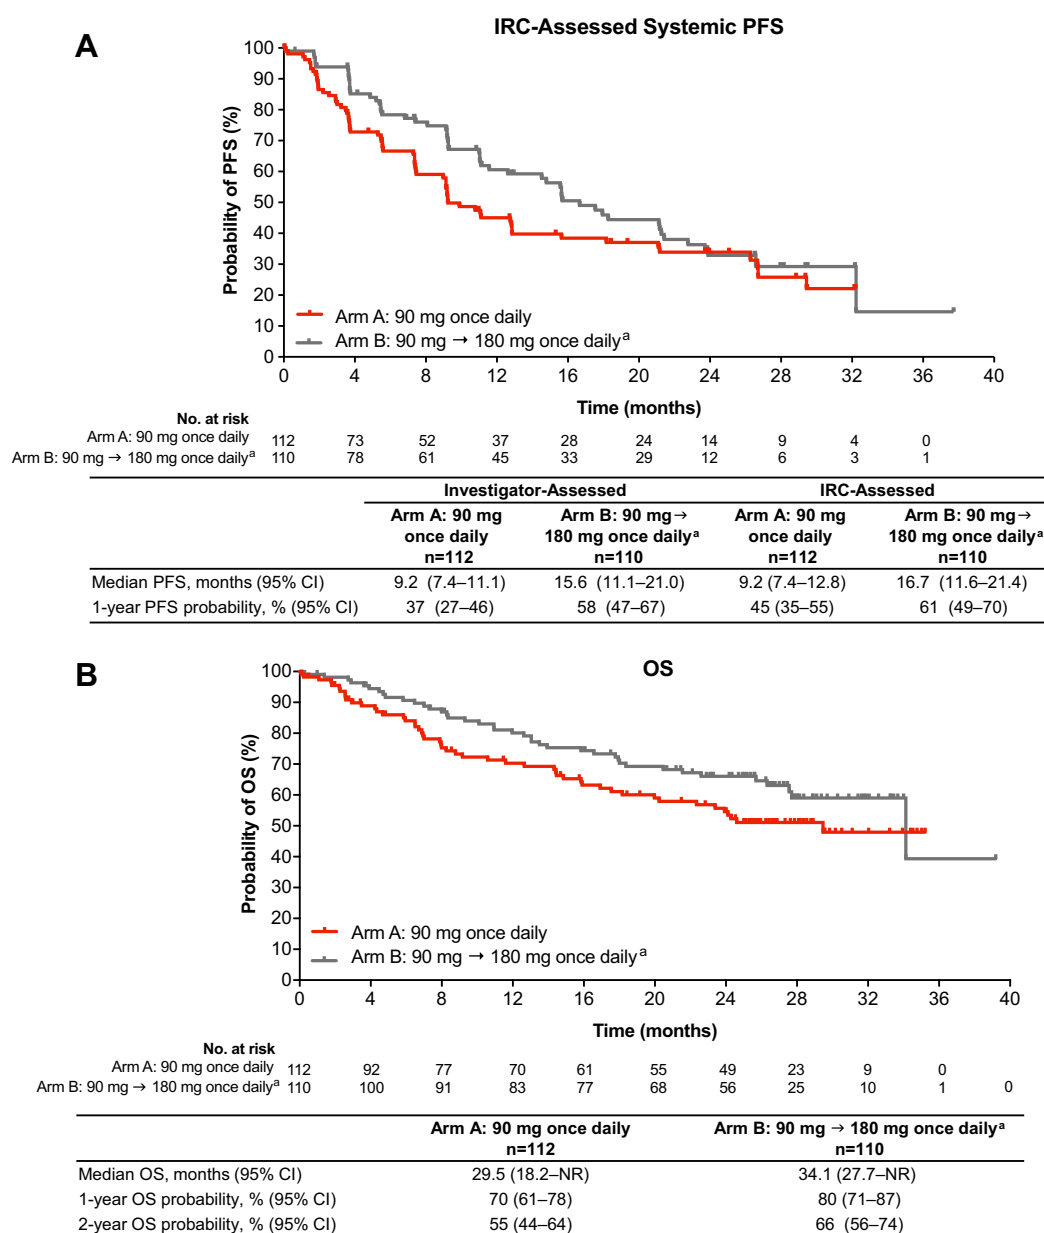 A
IRC-Assessed Systemic PFS
Probability of PFS (%)
100
90
80
70
60
50
40
30
20
10
0
Arm A: 90 mg once daily
Arm B: 90 mg → 180 mg once dailyᵃ
0 4 8 12 16 20 24 28 32 36 40
Time (months)
No. at risk
Arm A: 90 mg once daily 112 73 52 37 28 24 14 9 4 0
Arm B: 90 mg → 180 mg once dailyᵃ 110 78 61 45 33 29 12 6 3 1
Investigator-Assessed IRC-Assessed
Arm A: 90 mg Arm B: 90 mg→ Arm A: 90 mg Arm B: 90 mg→
once daily 180 mg once dailyᵃ once daily 180 mg once dailyᵃ
n=112 n=110 n=112 n=110
Median PFS, months (95% CI) 9.2 (7.4–11.1) 15.6 (11.1–21.0) 9.2 (7.4–12.8) 16.7 (11.6–21.4)
1-year PFS probability, % (95% CI) 37 (27–46) 58 (47–67) 45 (35–55) 61 (49–70)
B
OS
Probability of OS (%)
100
90
80
70
60
50
40
30
20
10
0
Arm A: 90 mg once daily
Arm B: 90 mg → 180 mg once dailyᵃ
0 4 8 12 16 20 24 28 32 36 40
Time (months)
No. at risk
Arm A: 90 mg once daily 112 92 77 70 61 55 49 23 9 0
Arm B: 90 mg → 180 mg once dailyᵃ 110 100 91 83 77 68 56 25 10 1 0
Arm A: 90 mg once daily Arm B: 90 mg → 180 mg once dailyᵃ
n=112 n=110
Median OS, months (95% CI) 29.5 (18.2–NR) 34.1 (27.7–NR)
1-year OS probability, % (95% CI) 70 (61–78) 80 (71–87)
2-year OS probability, % (95% CI) 55 (44–64) 66 (56–74)